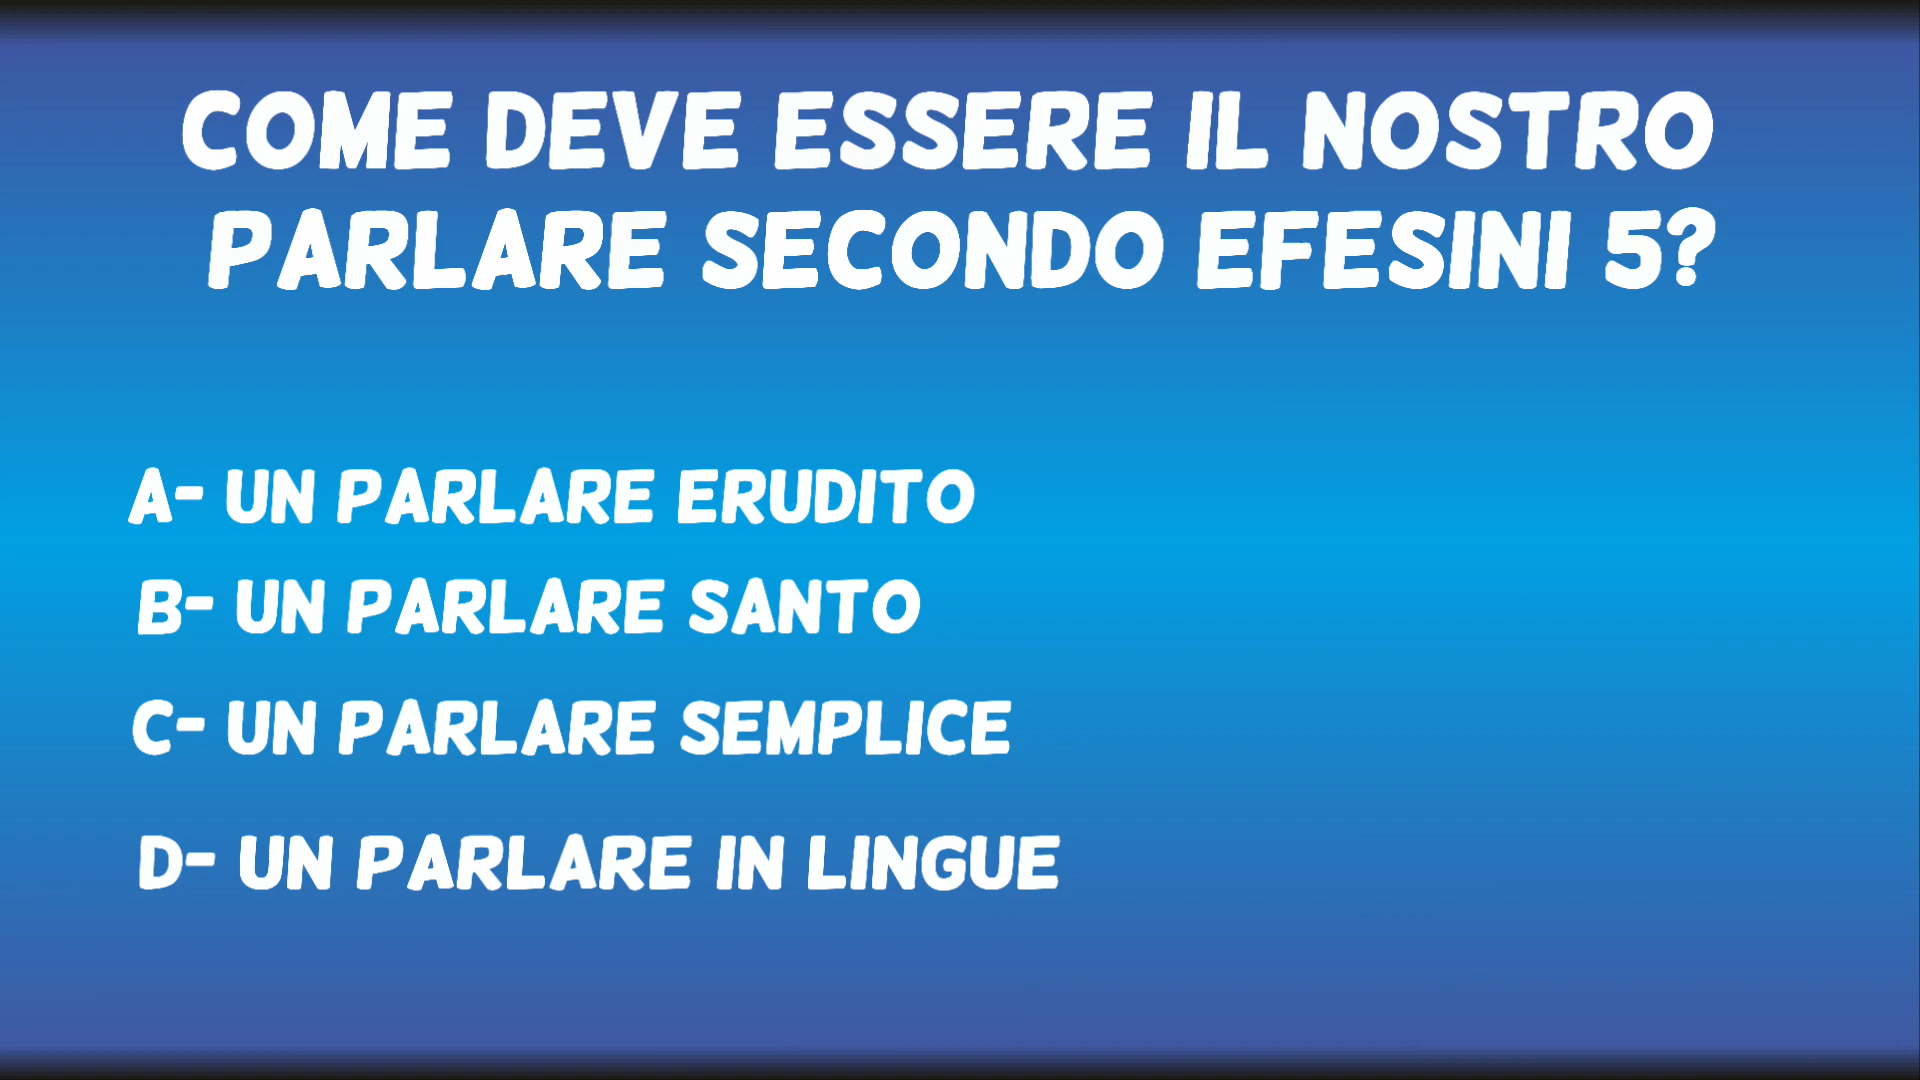 COME DEVE ESSERE IL NOSTRO
PARLARE SECONDO EFESINI 5?
A- UN PARLARE ERUDITO
B- UN PARLARE SANTO
C- UN PARLARE SEMPLICE
D- UN PARLARE IN LINGUE